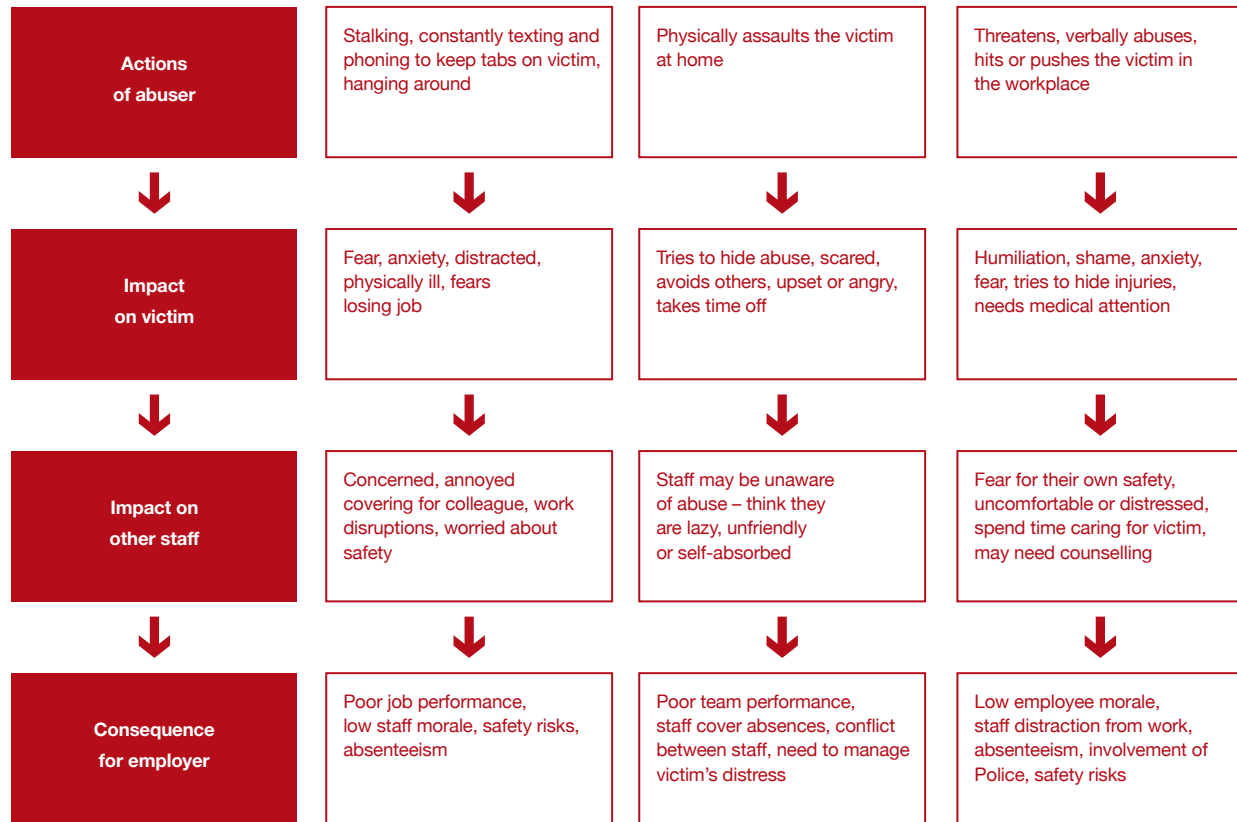 Actions
of abuser
Stalking, constantly texting and
phoning to keep tabs on victim,
hanging around
Physically assaults the victim
at home
Threatens, verbally abuses,
hits or pushes the victim in
the workplace
Impact
on victim
Fear, anxiety, distracted,
physically ill, fears
losing job
Tries to hide abuse, scared,
avoids others, upset or angry,
takes time off
Humiliation, shame, anxiety,
fear, tries to hide injuries,
needs medical attention
Impact on
other staff
Concerned, annoyed
covering for colleague, work
disruptions, worried about
safety
Staff may be unaware
of abuse – think they
are lazy, unfriendly
or self-absorbed
Fear for their own safety,
uncomfortable or distressed,
spend time caring for victim,
may need counselling
Consequence
for employer
Poor job performance,
low staff morale, safety risks,
absenteeism
Poor team performance,
staff cover absences, conflict
between staff, need to manage
victim’s distress
Low employee morale,
staff distraction from work,
absenteeism, involvement of
Police, safety risks